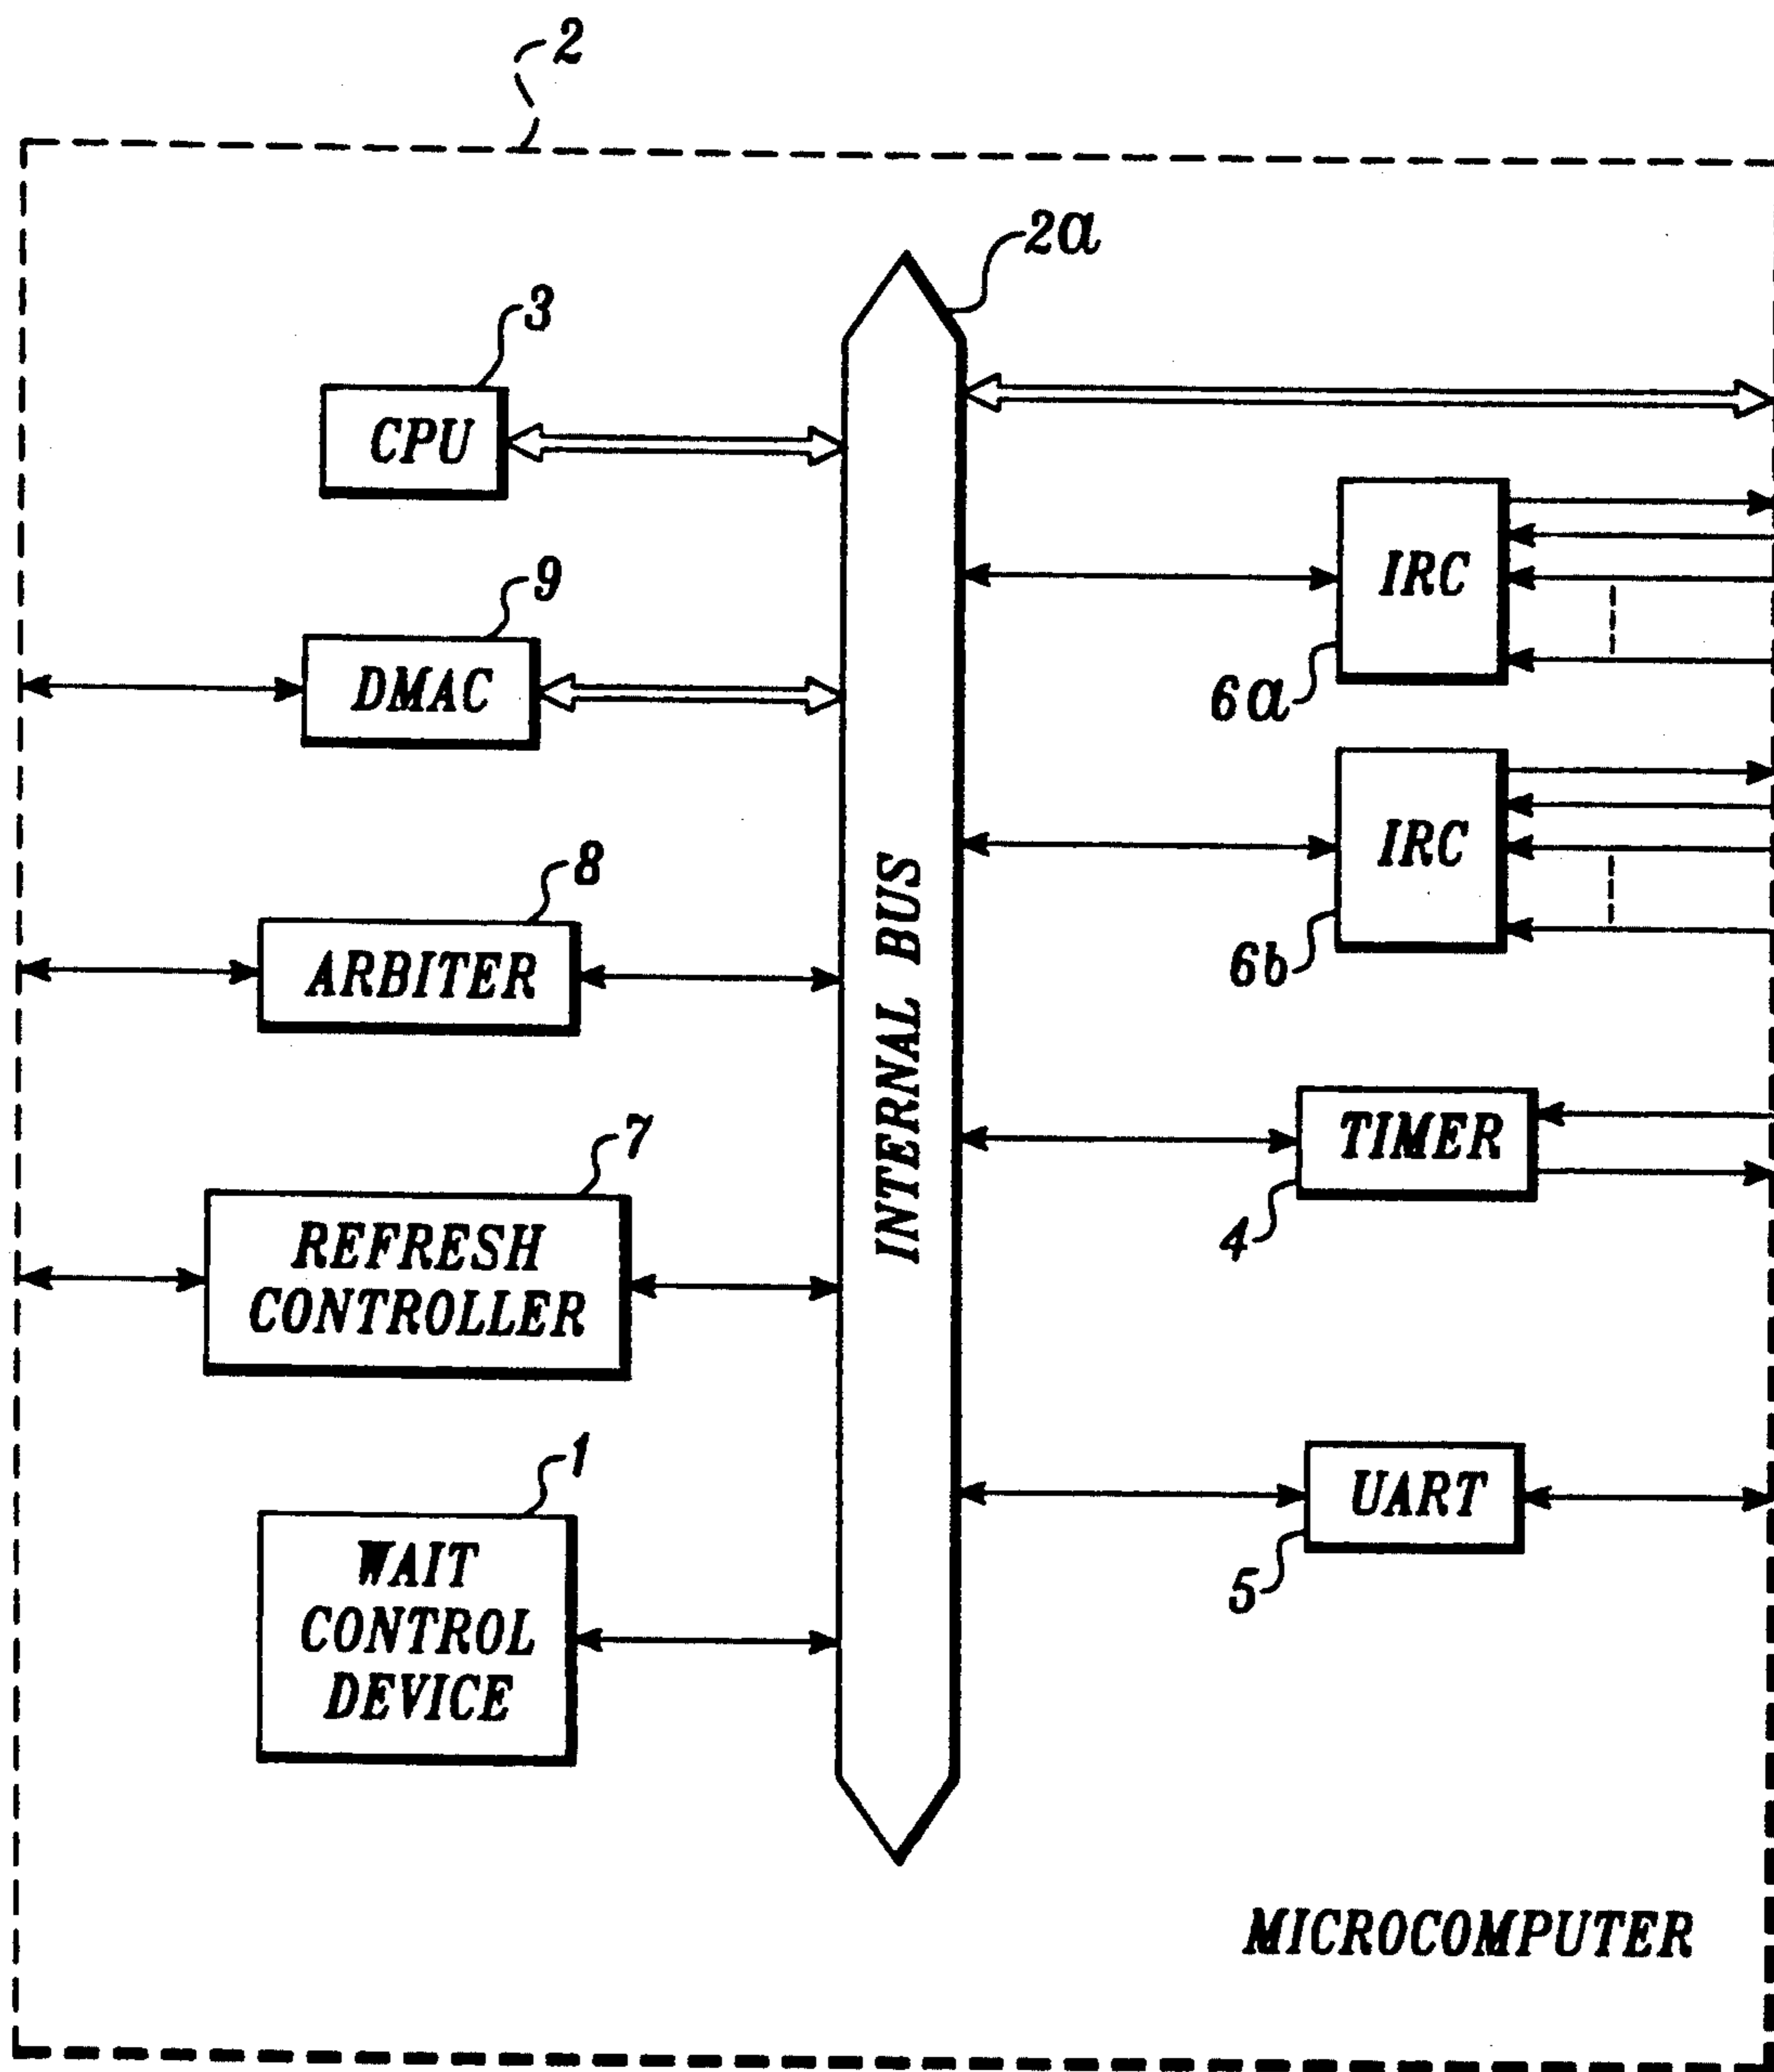 2
2a
3
CPU
IRC
6a
9
DMAC
IRC
6b
8
ARBITER
INTERNAL BUS
TIMER
4
7
REFRESH
CONTROLLER
UART
5
1
WAIT
CONTROL
DEVICE
MICROCOMPUTER